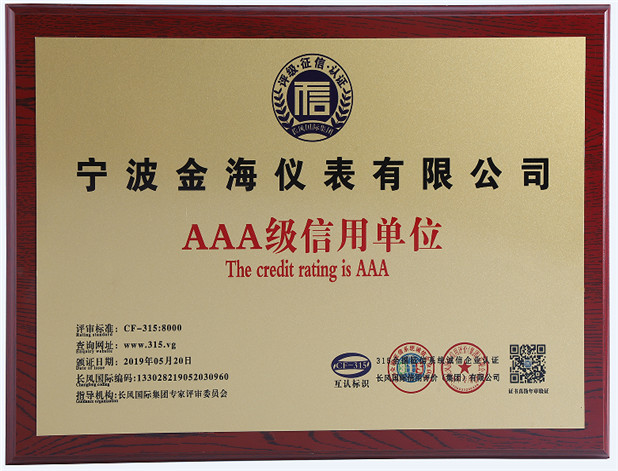 评级·征信·认证
信
长风国际集团
宁波金海仪表有限公司
AAA级信用单位
The credit rating is AAA
评审标准: CF-315:8000
Rating standard
查询网址: www.315.vg
Enquiry website
颁证日期: 2019年05月20日
Date of issue
长风国际编码:133028219052030960
Changfeng coding
指导机构:长风国际集团专家评审委员会
Guidance organization
CF-315
互认标识
315全国征信系统诚信企业认证
315
长风国际信用评价(集团)有限公司
证书真伪年审验证